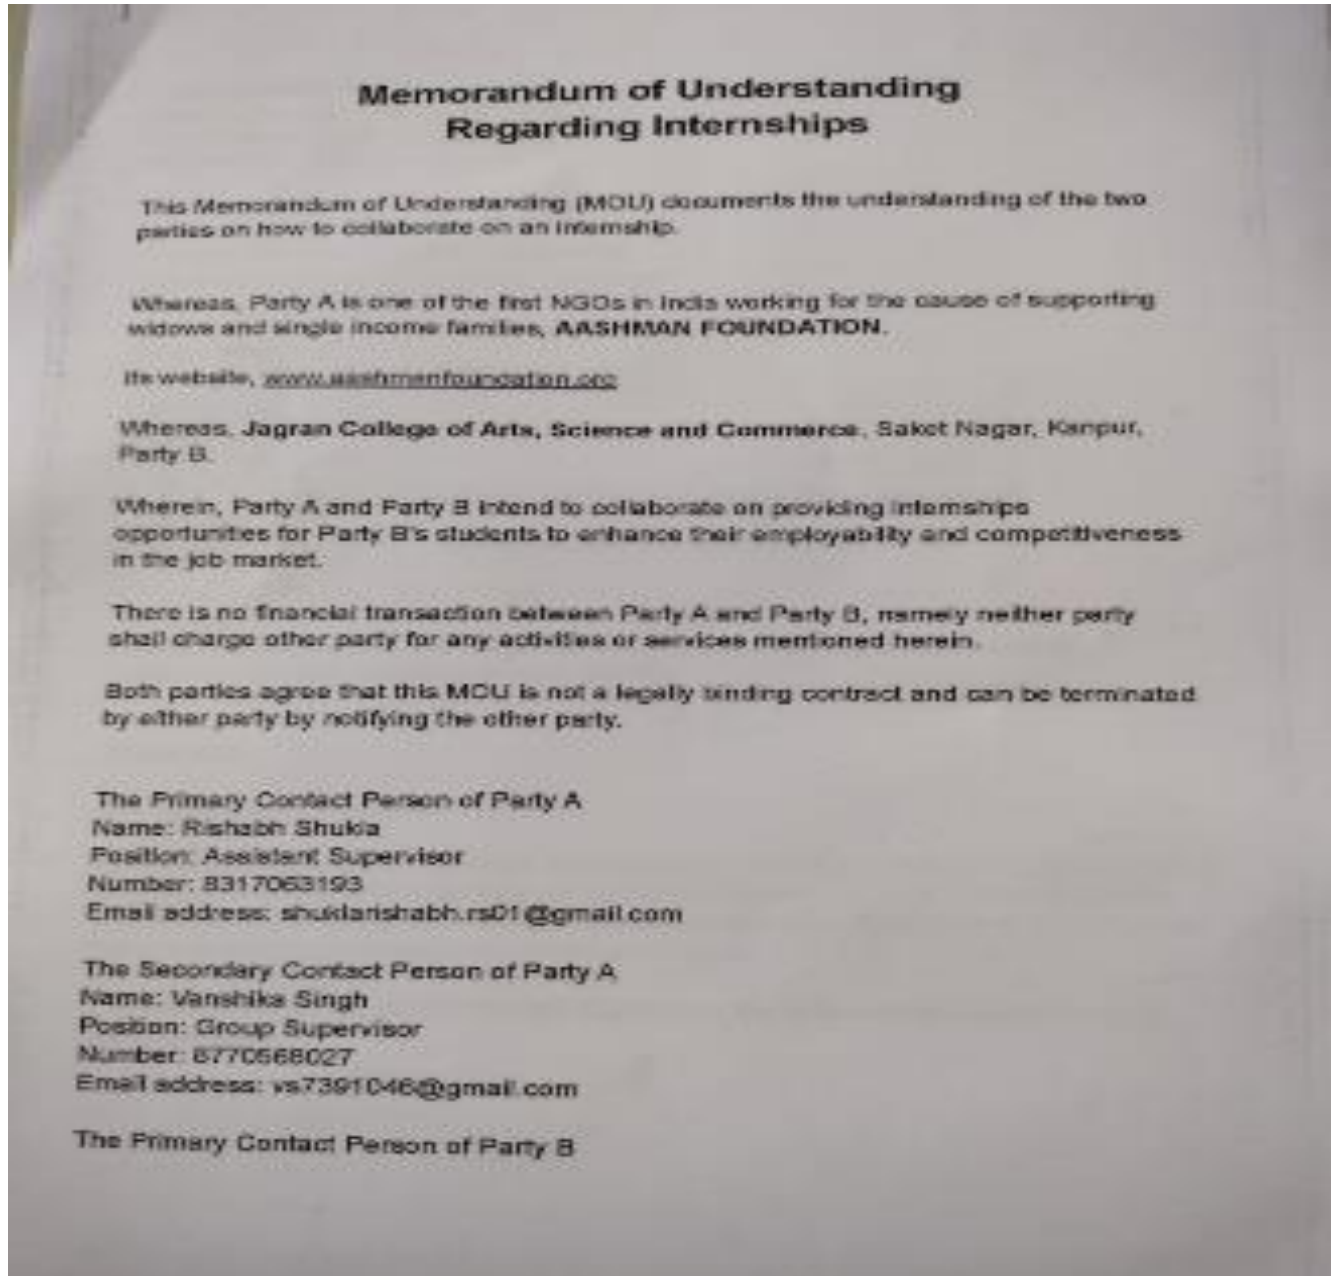 Memorandum of Understanding
Regarding Internships
This Memorandum of Understanding (MOU) documents the understanding of the two
parties on how to collaborate on an internship.
Whereas, Party A is one of the first NGOs in India working for the cause of supporting
widows and single income families, AASHMAN FOUNDATION.
Its website, www.aashmanfoundation.org
Whereas, Jagran College of Arts, Science and Commerce, Saket Nagar, Kanpur,
Party B.
Wherein, Party A and Party B intend to collaborate on providing internships
opportunities for Party B's students to enhance their employability and competitiveness
in the job market.
There is no financial transaction between Party A and Party B, namely neither party
shall charge other party for any activities or services mentioned herein.
Both parties agree that this MOU is not a legally binding contract and can be terminated
by either party by notifying the other party.
The Primary Contact Person of Party A
Name: Rishabh Shukla
Position: Assistant Supervisor
Number: 8317063193
Email address: shuklarishabh.rs01@gmail.com
The Secondary Contact Person of Party A
Name: Vanshika Singh
Position: Group Supervisor
Number:
Email address: vs7391046@gmail.com
The Primary Contact Person of Party B